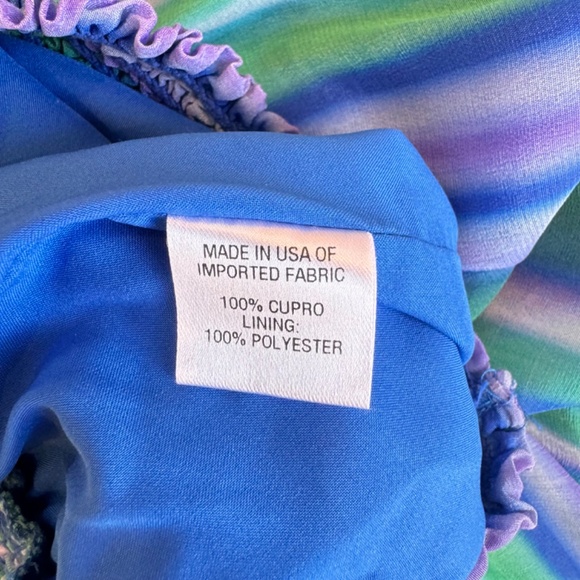 MADE IN USA OF
IMPORTED FABRIC
100% CUPRO
LINING:
100% POLYESTER